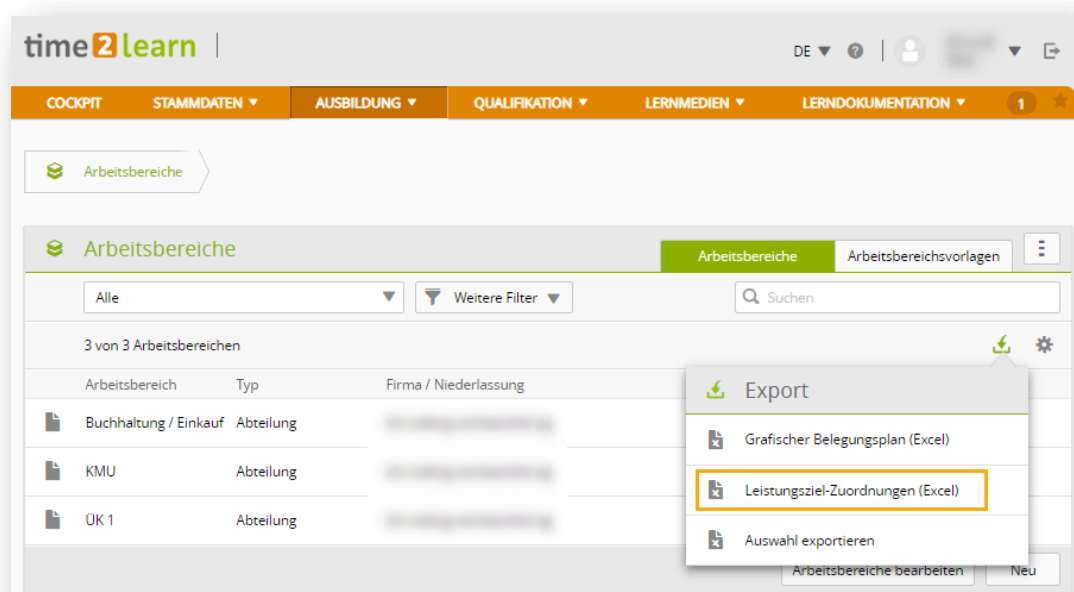 time2learn
DE
COCKPIT STAMMDATEN AUSBILDUNG QUALIFIKATION LERNMEDIEN LERNDOKUMENTATION 1
Arbeitsbereiche
Arbeitsbereiche Arbeitsbereiche Arbeitsbereichsvorlagen
Alle Weitere Filter Suchen
3 von 3 Arbeitsbereichen
Arbeitsbereich Typ Firma / Niederlassung
Export
Buchhaltung / Einkauf Abteilung
Grafischer Belegungsplan (Excel)
KMU Abteilung
Leistungsziel-Zuordnungen (Excel)
ÜK 1 Abteilung
Auswahl exportieren
Arbeitsbereiche bearbeiten Neu